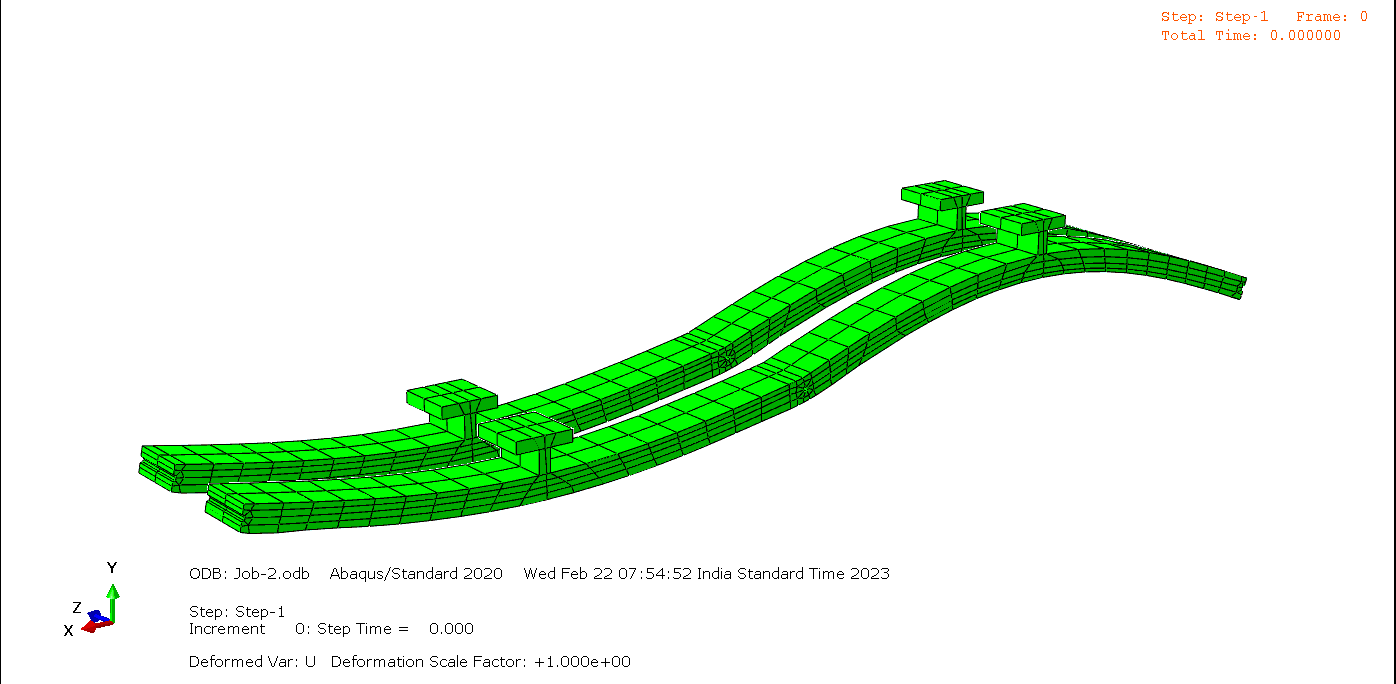 Step: Step-1   Frame: 0
Total Time: 0.000000
Y
Z
X
ODB: Job-2.odb   Abaqus/Standard 2020   Wed Feb 22 07:54:52 India Standard Time 2023
Step: Step-1
Increment     0: Step Time =   0.000
Deformed Var: U   Deformation Scale Factor: +1.000e+00